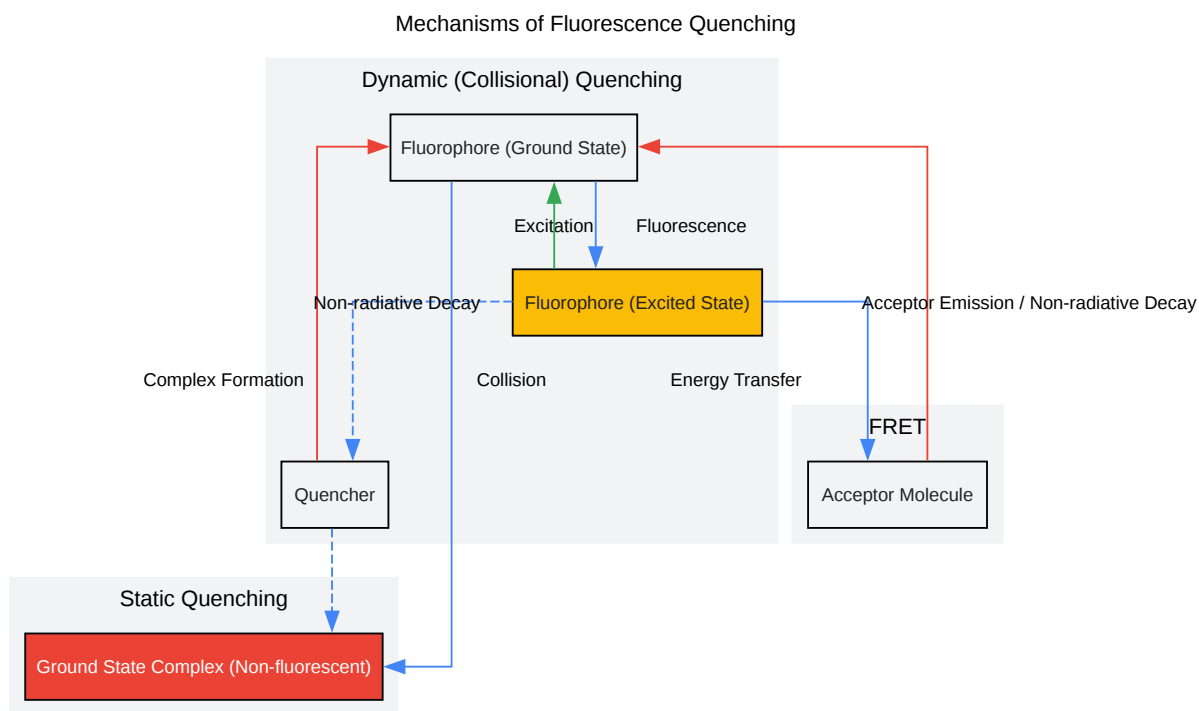 Mechanisms of Fluorescence Quenching
Dynamic (Collisional) Quenching
Fluorophore (Ground State)
Excitation
Fluorescence
Non-radiative Decay
Fluorophore (Excited State)
Acceptor Emission / Non-radiative Decay
Complex Formation
Collision
Energy Transfer
FRET
Quencher
Acceptor Molecule
Static Quenching
Ground State Complex (Non-fluorescent)